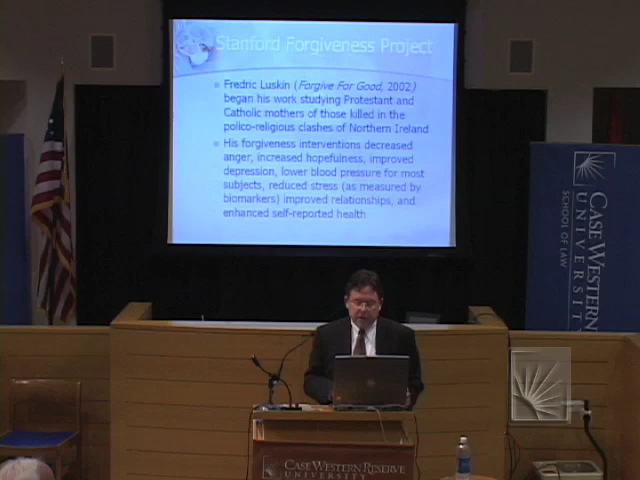 Stanford Forgiveness Project
Fredric Luskin (Forgive For Good, 2002)
began his work studying Protestant and
Catholic mothers of those killed in the
polico-religious clashes of Northern Ireland
His forgiveness interventions decreased
anger, increased hopefulness, improved
depression, lower blood pressure for most
subjects, reduced stress (as measured by
biomarkers) improved relationships, and
enhanced self-reported health
CASE WESTERN
UNIVERSITY
SCHOOL OF LAW
CASE WESTERN RESERVE
UNIVERSITY